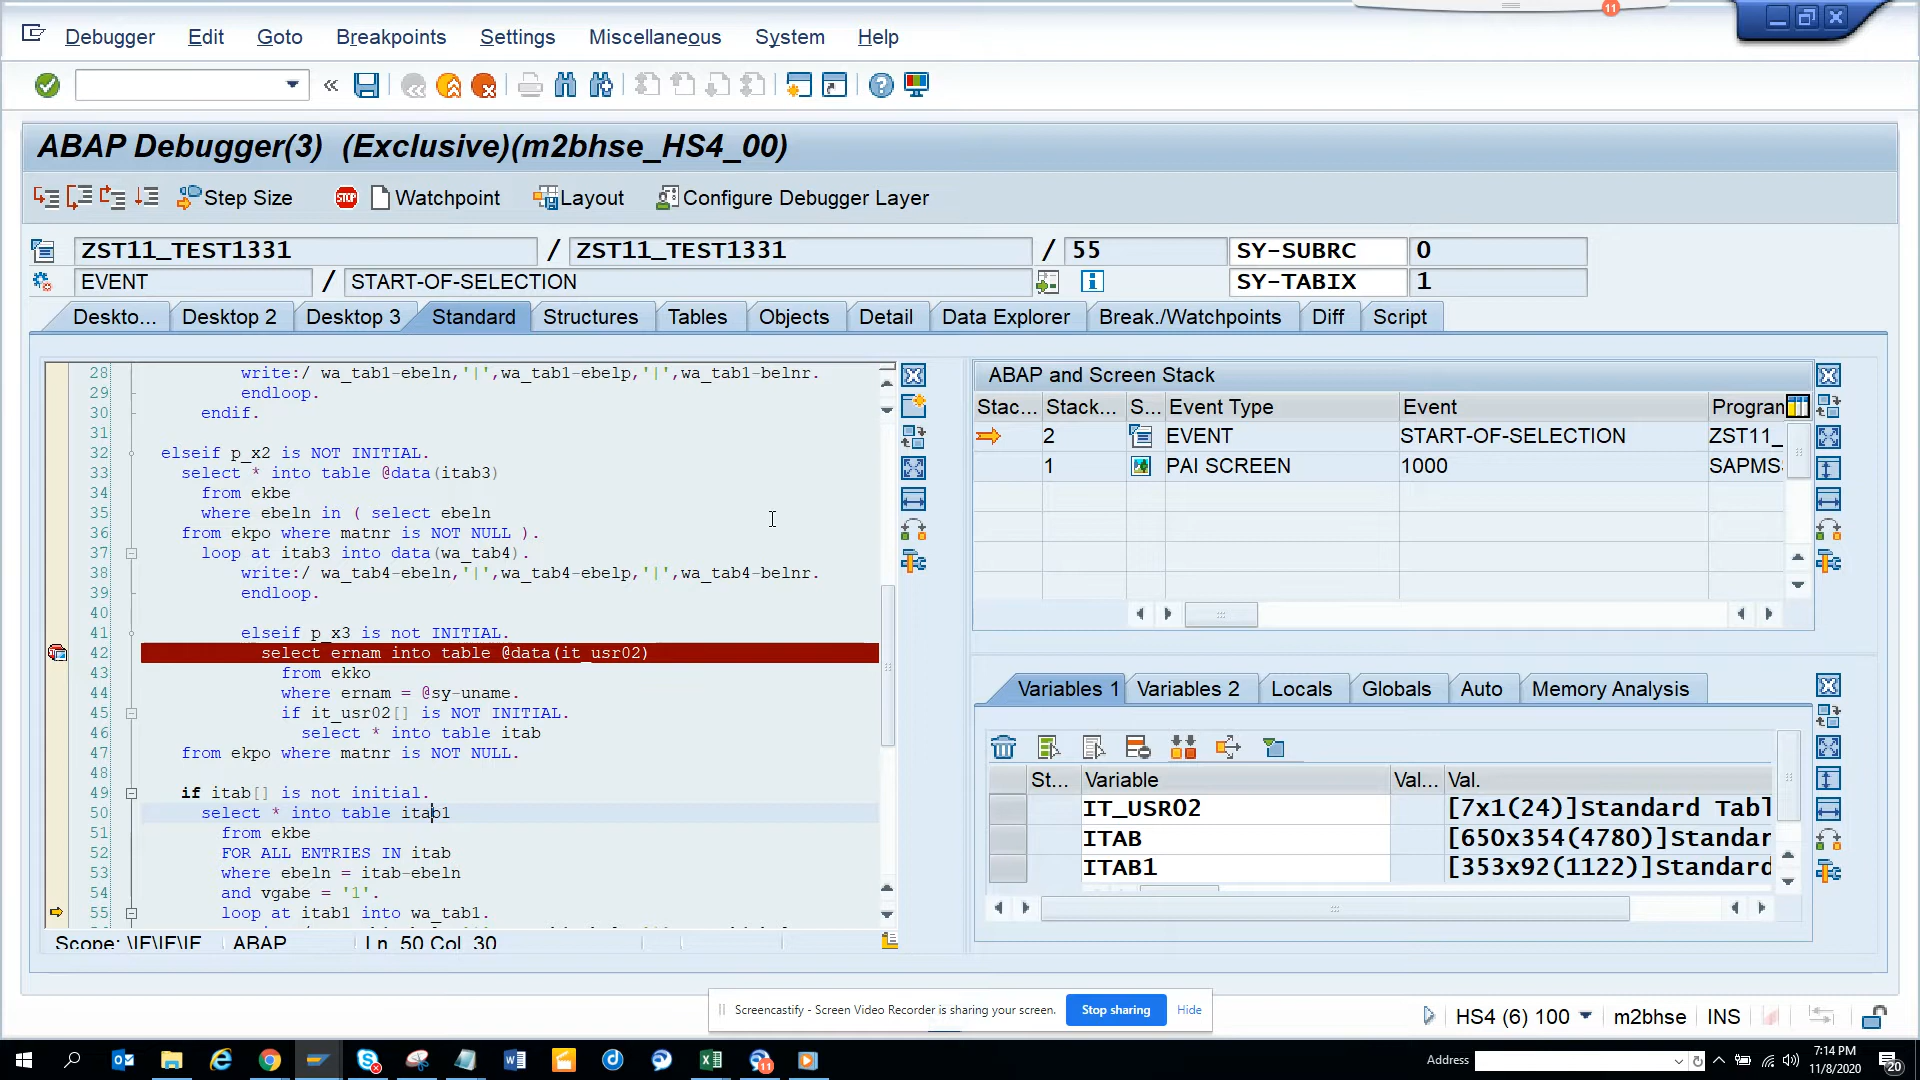 11
Debugger Edit Goto Breakpoints Settings Miscellaneous System Help
ABAP Debugger(3) (Exclusive)(m2bhse_HS4_00)
Step Size STOP Watchpoint Layout Configure Debugger Layer
ZST11_TEST1331 / ZST11_TEST1331 / 55 SY-SUBRC 0
EVENT / START-OF-SELECTION SY-TABIX 1
Deskto... Desktop 2 Desktop 3 Standard Structures Tables Objects Detail Data Explorer Break./Watchpoints Diff Script
28 write:/ wa_tab1-ebeln,'|',wa_tab1-ebelp,'|',wa_tab1-belnr.
29 endloop.
30 endif.
31
32 elseif p_x2 is NOT INITIAL.
33 select * into table @data(itab3)
34 from ekbe
35 where ebeln in ( select ebeln
36 from ekpo where matnr is NOT NULL ).
37 loop at itab3 into data(wa_tab4).
38 write:/ wa_tab4-ebeln,'|',wa_tab4-ebelp,'|',wa_tab4-belnr.
39 endloop.
40
41 elseif p_x3 is not INITIAL.
42 select ernam into table @data(it_usr02)
43 from ekko
44 where ernam = @sy-uname.
45 if it_usr02[] is NOT INITIAL.
46 select * into table itab
47 from ekpo where matnr is NOT NULL.
48
49 if itab[] is not initial.
50 select * into table itab1
51 from ekbe
52 FOR ALL ENTRIES IN itab
53 where ebeln = itab-ebeln
54 and vgabe = '1'.
55 loop at itab1 into wa_tab1.
Scope: \IF\IF\IF ABAP Ln 50 Col 30
ABAP and Screen Stack
Stac... Stack... S... Event Type Event Program
2 EVENT START-OF-SELECTION ZST11_
1 PAI SCREEN 1000 SAPMS
Variables 1 Variables 2 Locals Globals Auto Memory Analysis
St... Variable Val... Val.
IT_USR02 [7x1(24)]Standard Tabl
ITAB [650x354(4780)]Standar
ITAB1 [353x92(1122)]Standard
Screencastify - Screen Video Recorder is sharing your screen. Stop sharing Hide
HS4 (6) 100 m2bhse INS
Address
7:14 PM
11/8/2020
20
11